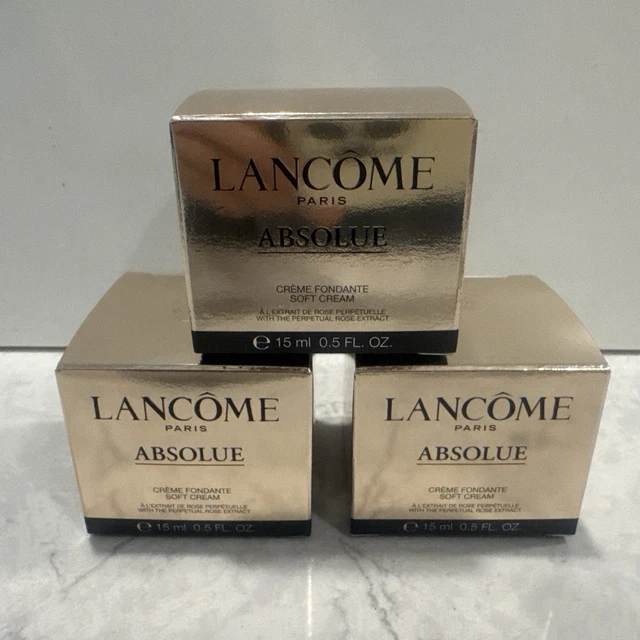 LANCÔME
PARIS
ABSOLUE
CRÈME FONDANTE
SOFT CREAM
À L'EXTRAIT DE ROSE PERPÉTUELLE
WITH THE PERPETUAL ROSE EXTRACT
℮ 15 ml 0.5 FL. OZ.
LANCÔME
PARIS
ABSOLUE
CRÈME FONDANTE
SOFT CREAM
À L'EXTRAIT DE ROSE PERPÉTUELLE
WITH THE PERPETUAL ROSE EXTRACT
℮ 15 ml 0.5 FL. OZ.
LANCÔME
PARIS
ABSOLUE
CRÈME FONDANTE
SOFT CREAM
À L'EXTRAIT DE ROSE PERPÉTUELLE
WITH THE PERPETUAL ROSE EXTRACT
℮ 15 ml 0.5 FL. OZ.